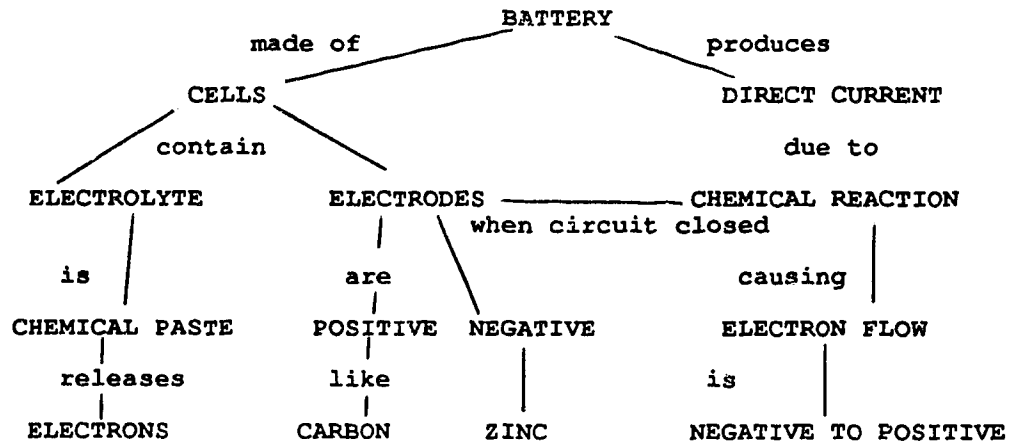 BATTERY
made of produces
CELLS DIRECT CURRENT
contain due to
ELECTROLYTE ELECTRODES CHEMICAL REACTION
when circuit closed
is are causing
CHEMICAL PASTE POSITIVE NEGATIVE ELECTRON FLOW
releases like is
ELECTRONS CARBON ZINC NEGATIVE TO POSITIVE